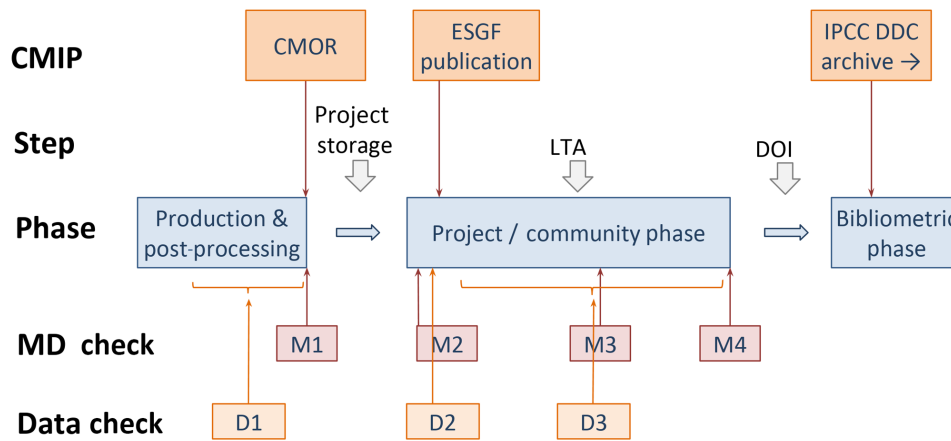 CMIP
CMOR
ESGF
publication
IPCC DDC
archive →
Step
Project
storage
LTA
DOI
Phase
Production &
post-processing
Project / community phase
Bibliometric
phase
MD check
M1
M2
M3
M4
Data check
D1
D2
D3